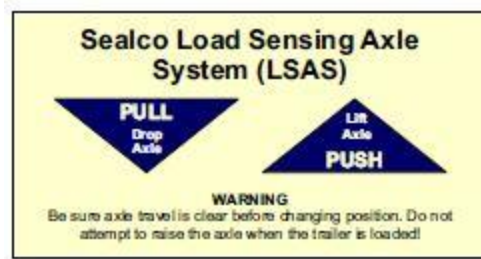 Sealco Load Sensing Axle
System (LSAS)
PULL
Drop
Axle
Lift
Axle
PUSH
WARNING
Be sure axle travel is clear before changing position. Do not
attempt to raise the axle when the trailer is loaded!